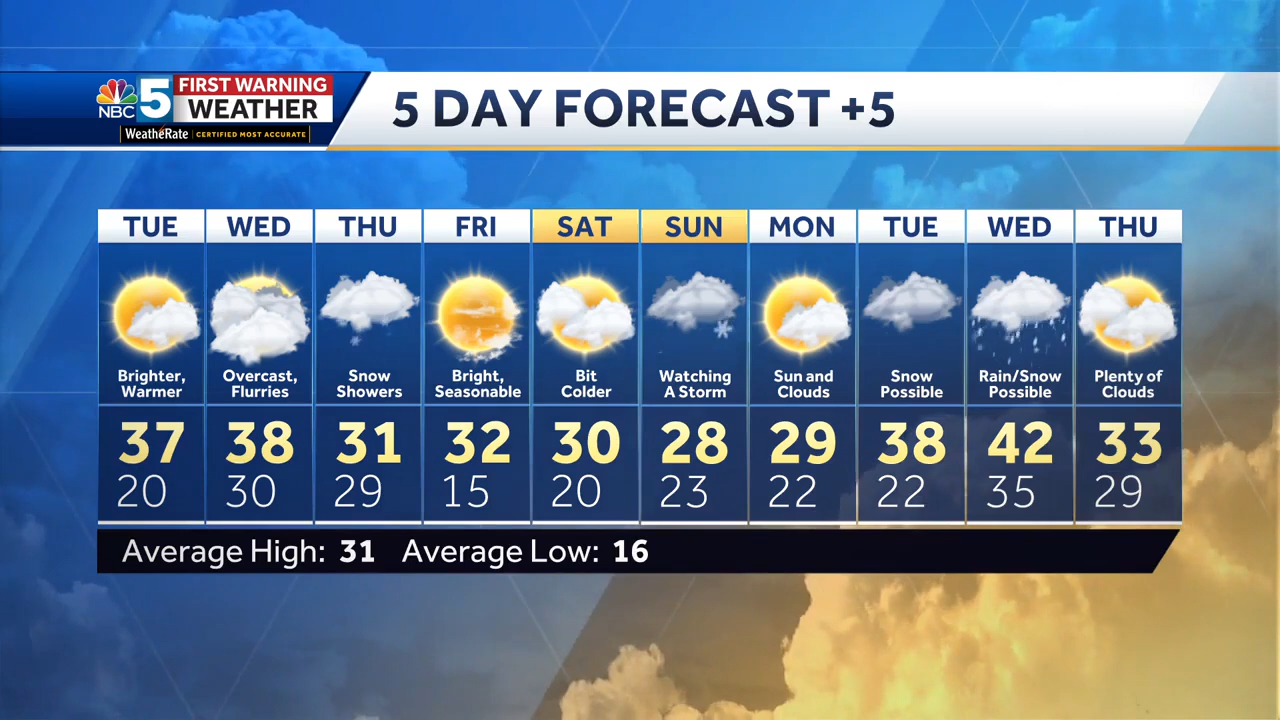 NBC 5 FIRST WARNING
WEATHER
WeatheRate CERTIFIED MOST ACCURATE
5 DAY FORECAST +5
TUE WED THU FRI SAT SUN MON TUE WED THU
Brighter, Overcast, Snow Bright, Bit Watching Sun and Snow Rain/Snow Plenty of
Warmer Flurries Showers Seasonable Colder A Storm Clouds Possible Possible Clouds
37 38 31 32 30 28 29 38 42 33
20 30 29 15 20 23 22 22 35 29
Average High: 31 Average Low: 16